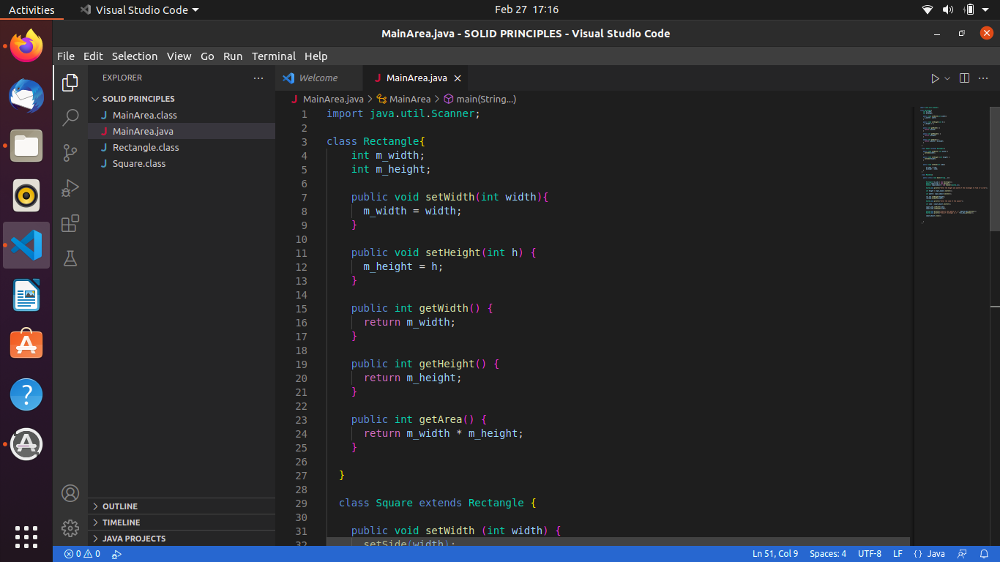 Activities
Visual Studio Code
Feb 27 17:16
MainArea.java - SOLID PRINCIPLES - Visual Studio Code
File Edit Selection View Go Run Terminal Help
EXPLORER
SOLID PRINCIPLES
MainArea.class
MainArea.java
Rectangle.class
Square.class
OUTLINE
TIMELINE
JAVA PROJECTS
Welcome
MainArea.java
MainArea.java > MainArea > main(String...)
1 import java.util.Scanner;
2
3 class Rectangle{
4 int m_width;
5 int m_height;
6
7 public void setWidth(int width){
8 m_width = width;
9 }
10
11 public void setHeight(int h) {
12 m_height = h;
13 }
14
15 public int getWidth() {
16 return m_width;
17 }
18
19 public int getHeight() {
20 return m_height;
21 }
22
23 public int getArea() {
24 return m_width * m_height;
25 }
26
27 }
28
29 class Square extends Rectangle {
30
31 public void setWidth (int width) {
32 setSide(width);
0 0
Ln 51, Col 9 Spaces: 4 UTF-8 LF { } Java